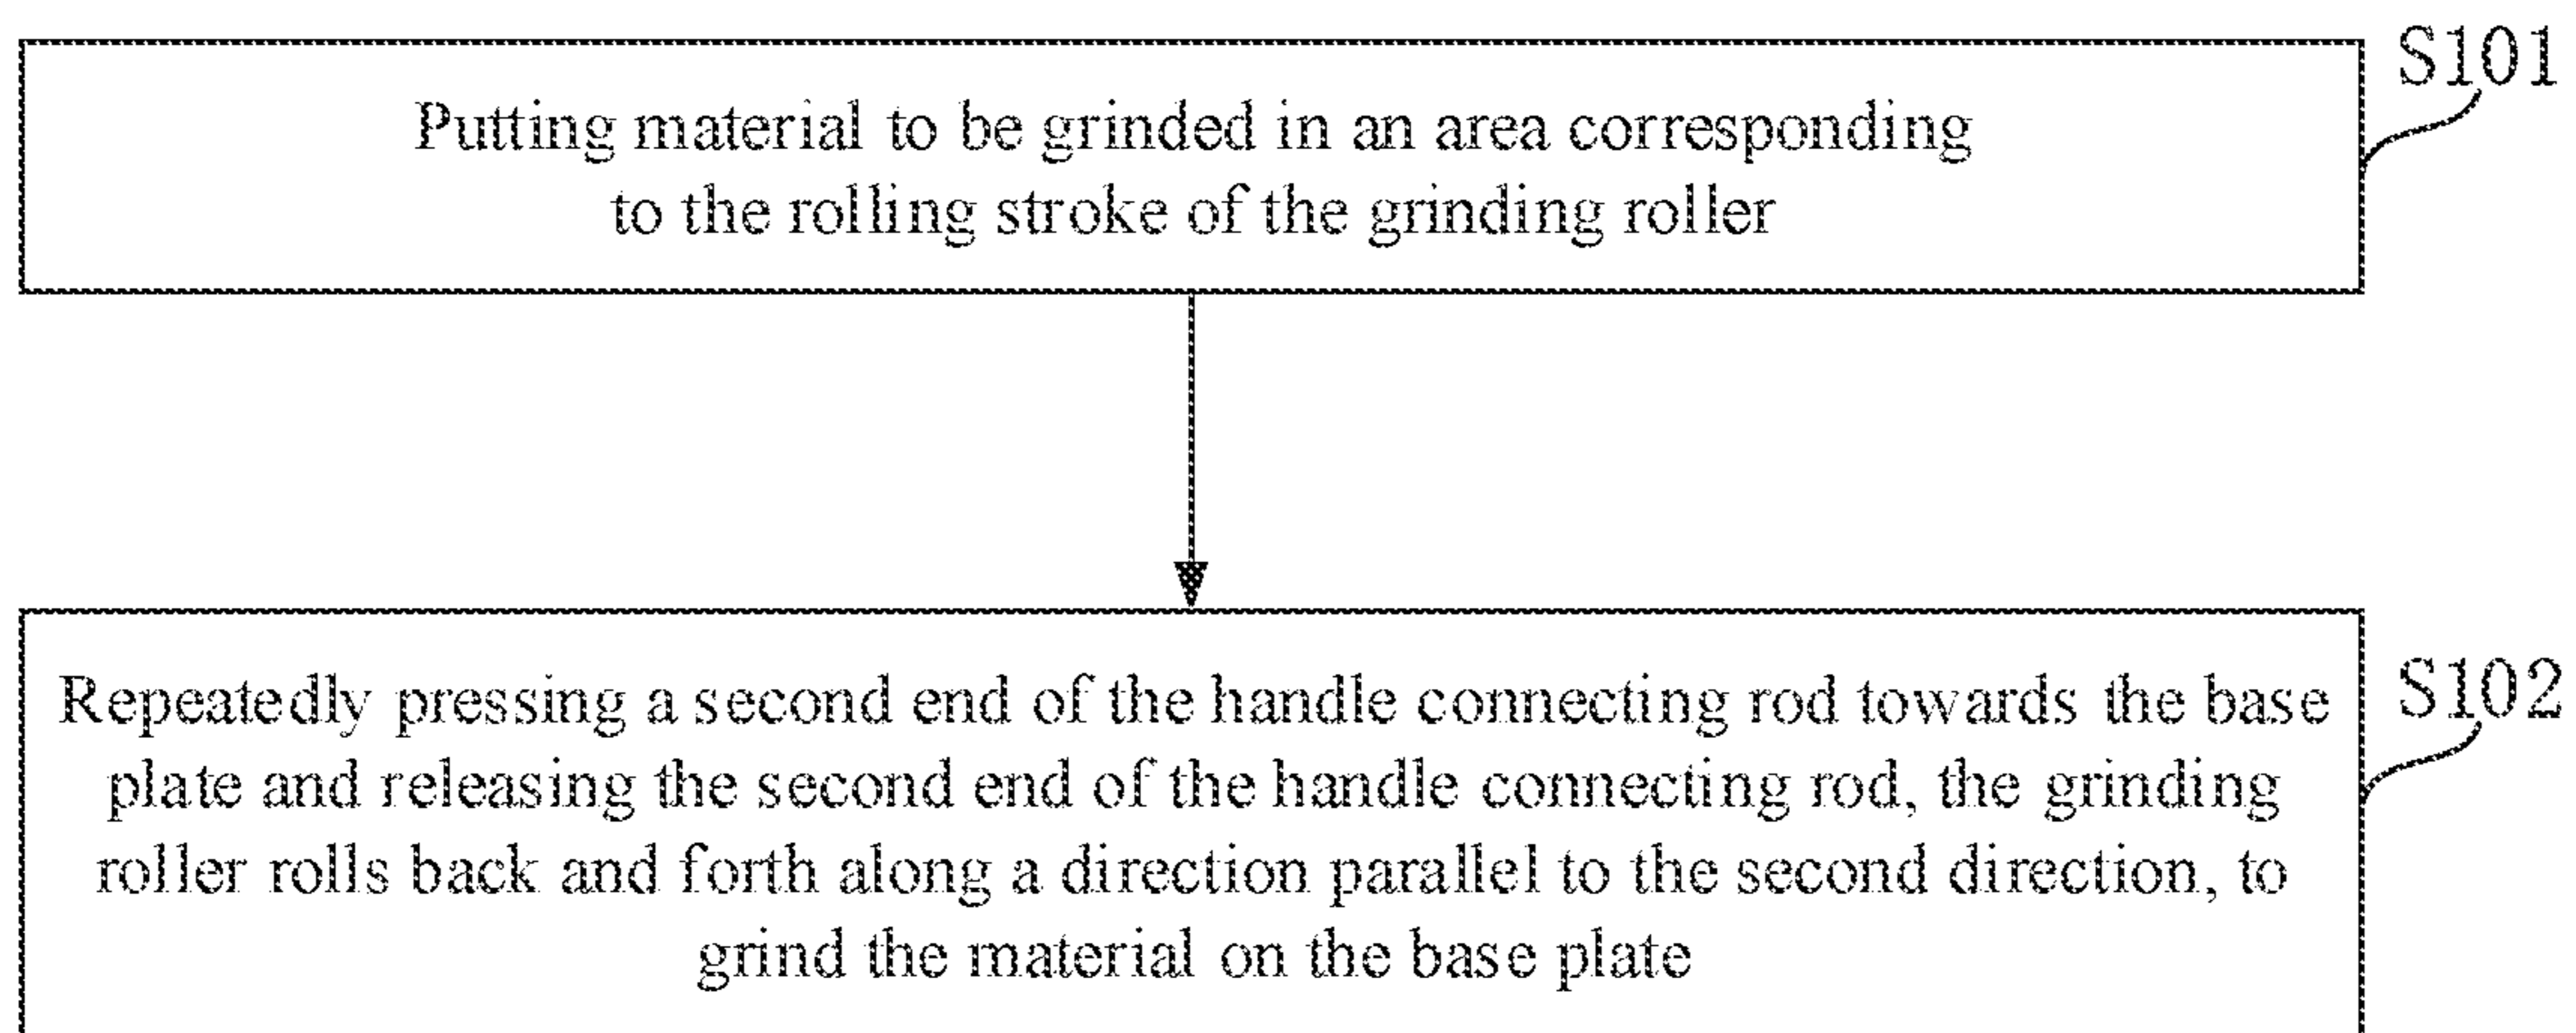 S101
Putting material to be grinded in an area corresponding
to the rolling stroke of the grinding roller
S102
Repeatedly pressing a second end of the handle connecting rod towards the base
plate and releasing the second end of the handle connecting rod, the grinding
roller rolls back and forth along a direction parallel to the second direction, to
grind the material on the base plate